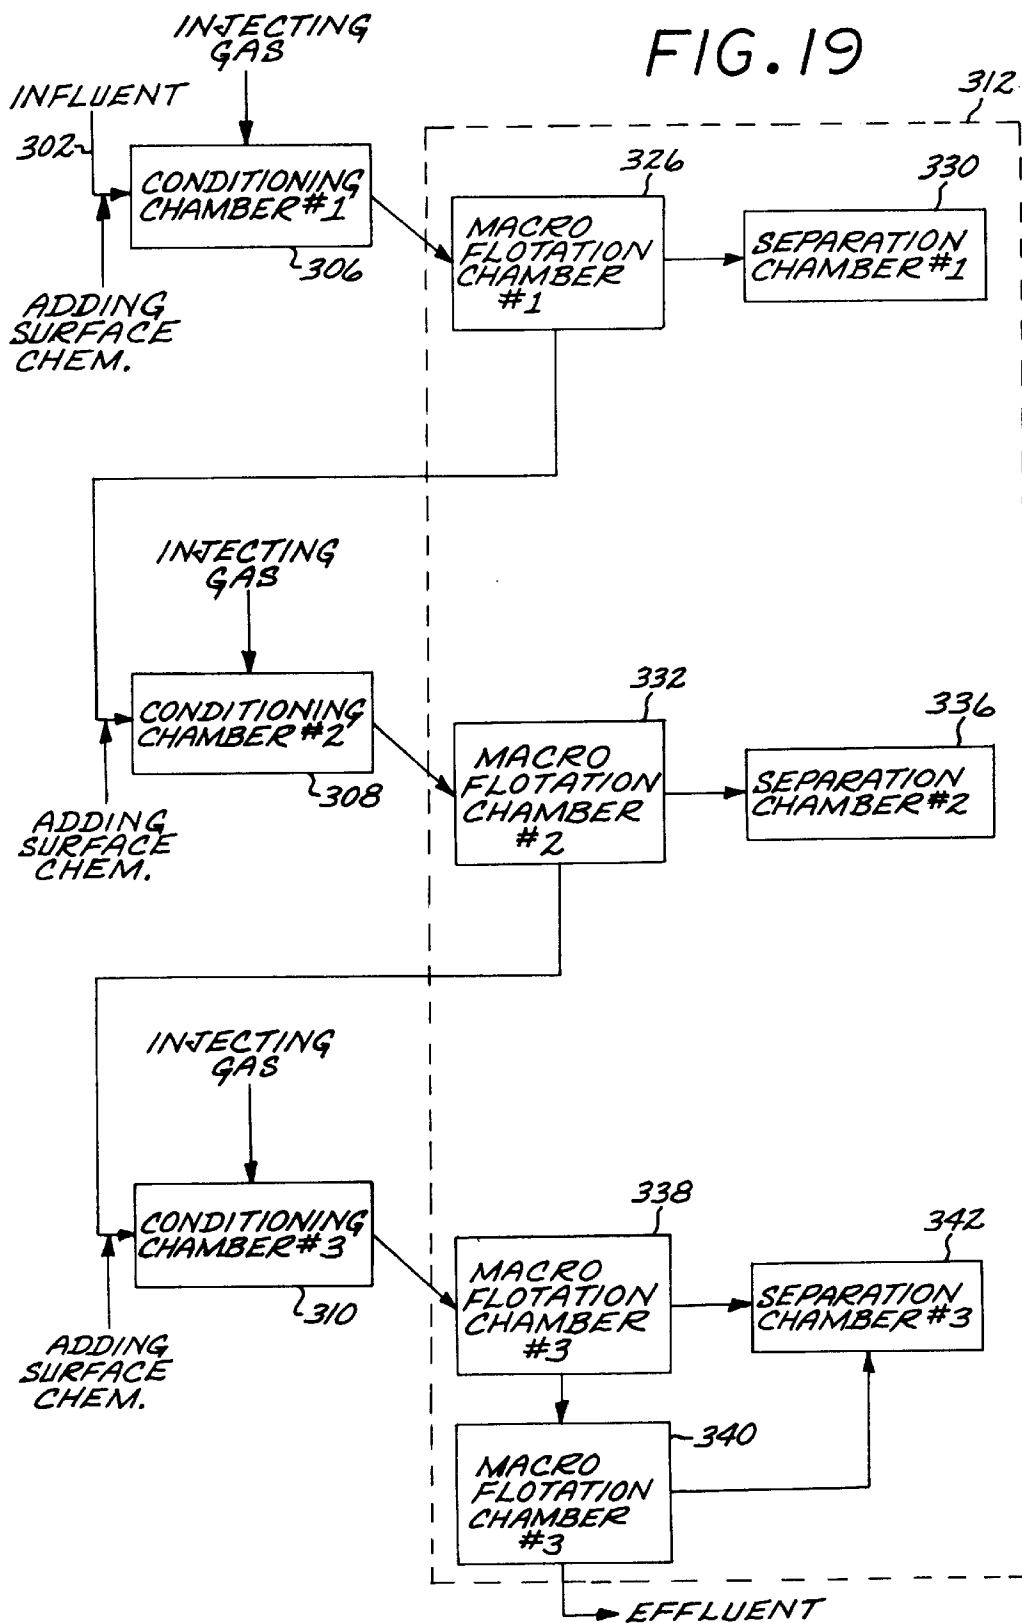 FIG. 19
INJECTING
GAS
INFLUENT
302
CONDITIONING
CHAMBER #1
306
ADDING
SURFACE
CHEM.
312
326
MACRO
FLOTATION
CHAMBER
#1
330
SEPARATION
CHAMBER #1
INJECTING
GAS
CONDITIONING
CHAMBER #2
308
ADDING
SURFACE
CHEM.
332
MACRO
FLOTATION
CHAMBER
#2
336
SEPARATION
CHAMBER #2
INJECTING
GAS
CONDITIONING
CHAMBER #3
310
ADDING
SURFACE
CHEM.
338
MACRO
FLOTATION
CHAMBER
#3
342
SEPARATION
CHAMBER #3
340
MACRO
FLOTATION
CHAMBER
#3
EFFLUENT